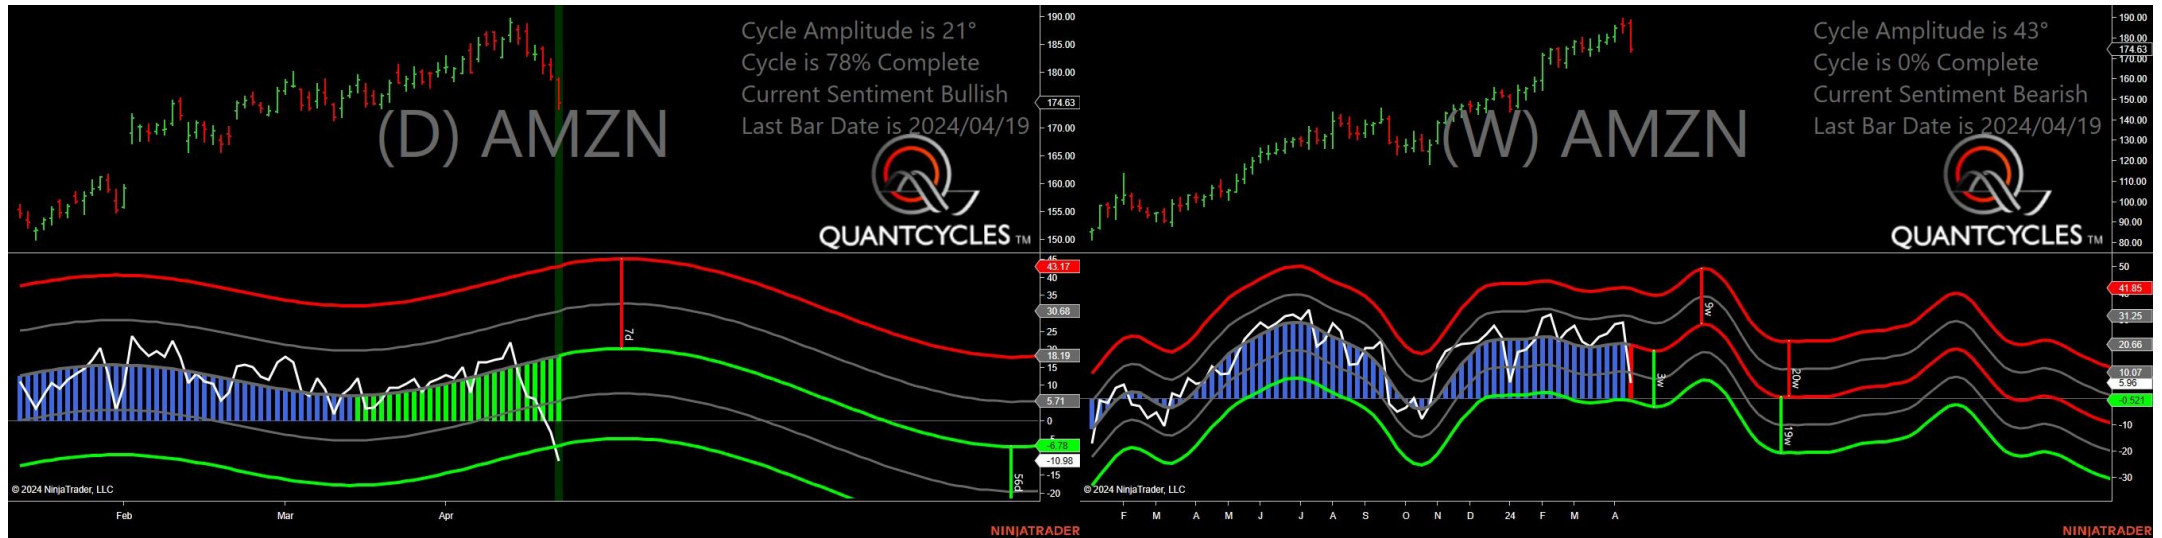 Cycle Amplitude is 21°
Cycle is 78% Complete
Current Sentiment Bullish
Last Bar Date is 2024/04/19
(D) AMZN
QUANTCYCLES TM
190.00
185.00
180.00
174.63
170.00
165.00
160.00
155.00
150.00
45
43.17
40
35
30.68
25
20
18.19
15
10
5.71
0
-6.78
-10.98
-15
-20
7d
56d
© 2024 NinjaTrader, LLC
Feb Mar Apr
NINJATRADER
Cycle Amplitude is 43°
Cycle is 0% Complete
Current Sentiment Bearish
Last Bar Date is 2024/04/19
(W) AMZN
QUANTCYCLES TM
190.00
180.00
174.63
170.00
160.00
150.00
140.00
130.00
120.00
110.00
100.00
90.00
80.00
50
41.85
40
31.25
20.66
10.07
5.96
-0.521
-10
-20
-30
9w
3w
20w
19w
© 2024 NinjaTrader, LLC
F M A M J J A S O N D 24 F M A
NINJATRADER